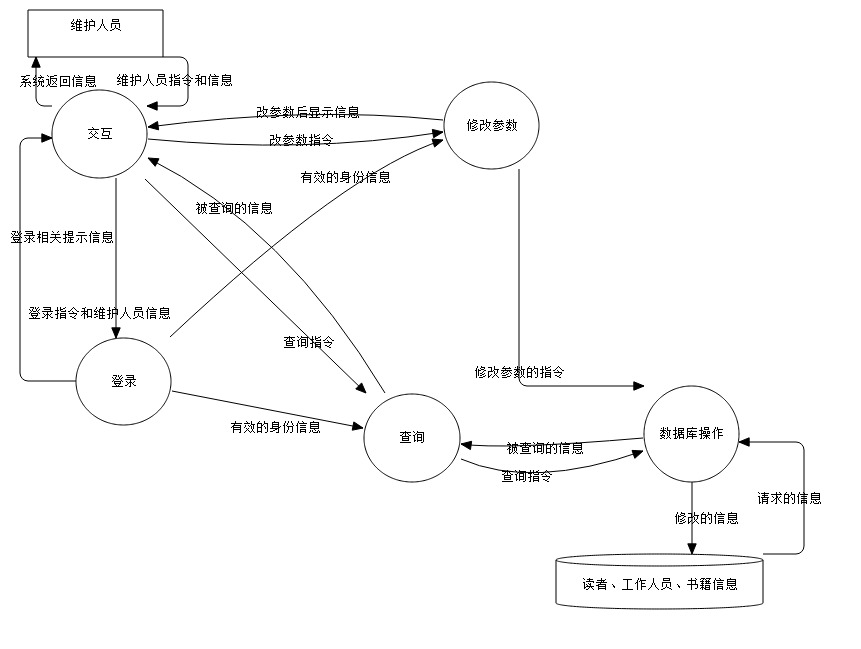 维护人员
系统返回信息
维护人员指令和信息
改参数后显示信息
修改参数
交互
改参数指令
有效的身份信息
被查询的信息
登录相关提示信息
登录指令和维护人员信息
查询指令
修改参数的指令
登录
有效的身份信息
查询
数据库操作
被查询的信息
查询指令
请求的信息
修改的信息
读者、工作人员、书籍信息